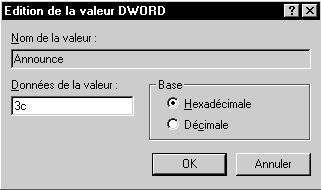 Edition de la valeur DWORD
Nom de la valeur :
Announce
Données de la valeur :
3c
Base
Hexadécimale
Décimale
OK
Annuler